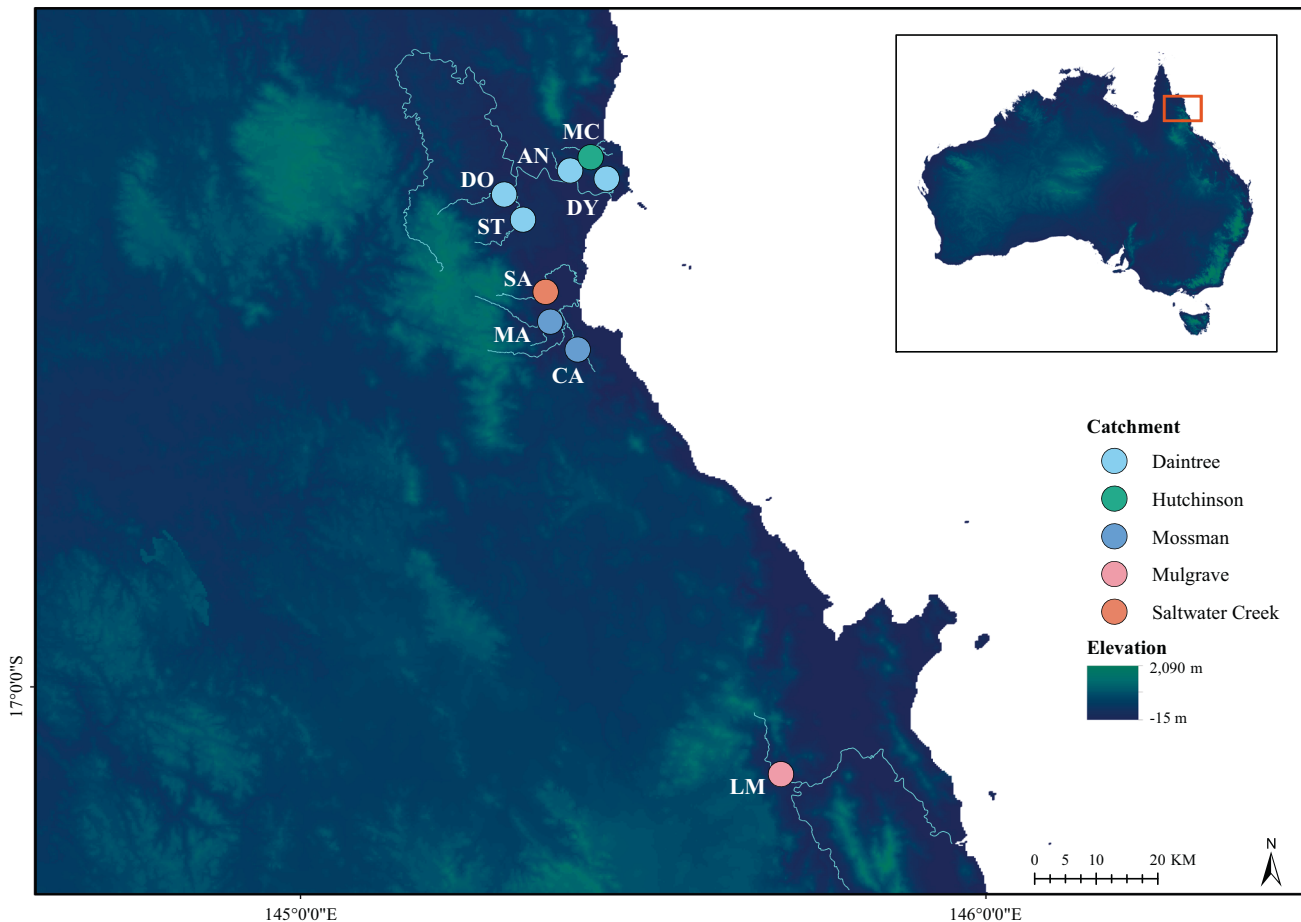 MC
AN
DO
DY
ST
SA
MA
CA
LM
Catchment
Daintree
Hutchinson
Mossman
Mulgrave
Saltwater Creek
Elevation
2,090 m
-15 m
17°0'0"S
0 5 10 20 KM
N
145°0'0"E
146°0'0"E